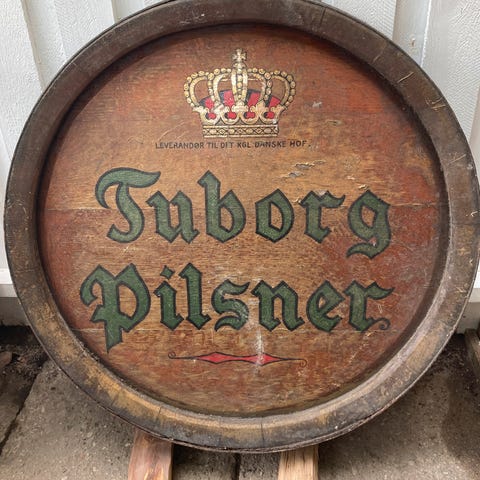 LEVERANDØR TIL DET KGL. DANSKE HOF.
Tuborg
Pilsner